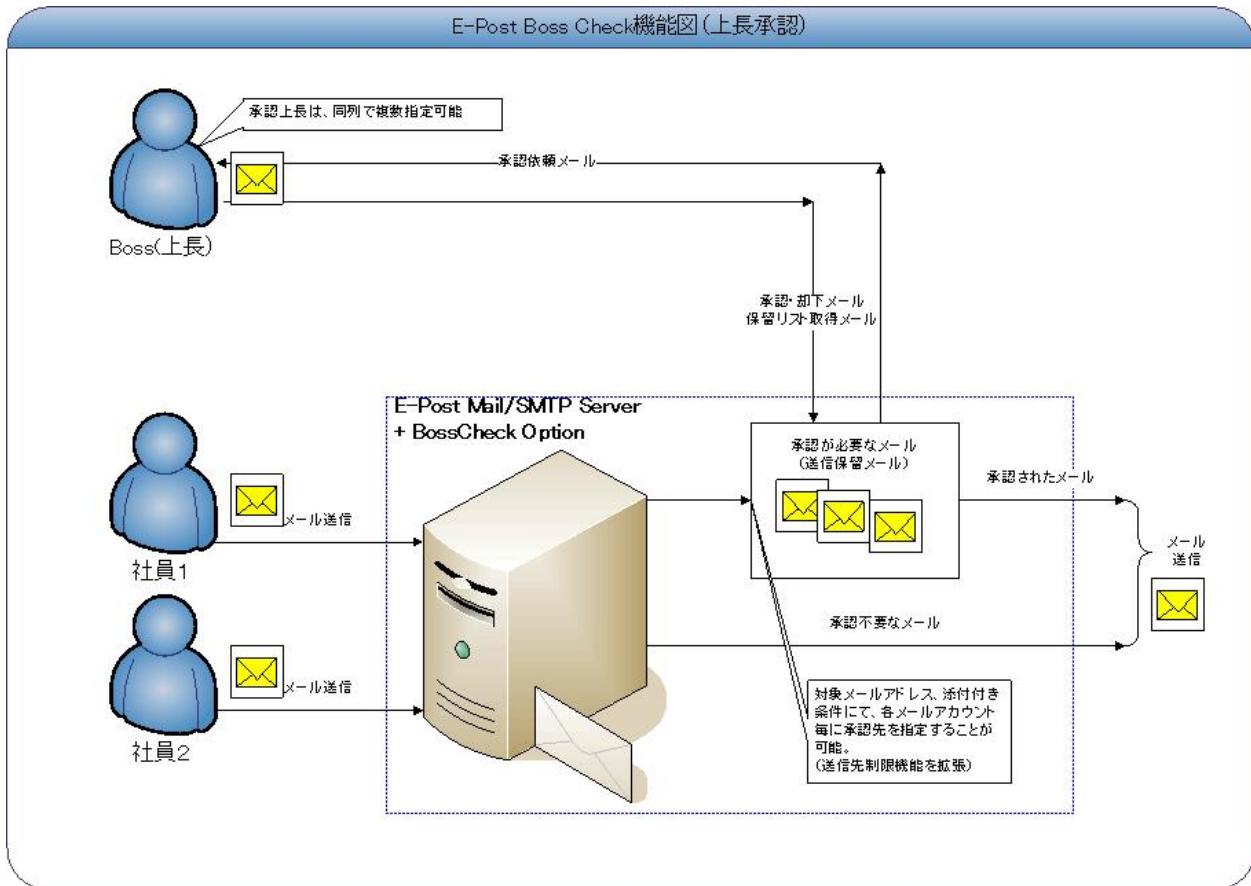 E-Post Boss Check機能図(上長承認)
承認上長は、同列で複数指定可能
承認依頼メール
Boss(上長)
承認・却下メール
保留リスト取得メール
E-Post Mail/SMTP Server
+ BossCheck Option
承認が必要なメール
(送信保留メール)
承認されたメール
メール送信
社員1
メール
送信
承認不要なメール
メール送信
社員2
対象メールアドレス、添付付き
条件にて、各メールアカウント
毎に承認先を指定することが
可能。
(送信先制限機能を拡張)